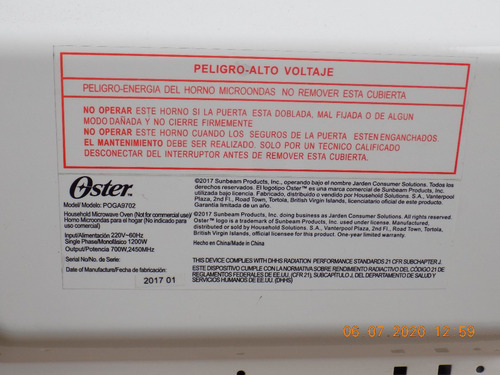 PELIGRO-ALTO VOLTAJE
PELIGRO-ENERGIA DEL HORNO MICROONDAS NO REMOVER ESTA CUBIERTA
NO OPERAR ESTE HORNO SI LA PUERTA ESTA DOBLADA, MAL FIJADA O DE ALGUN
MODO DAÑADA Y NO CIERRE FIRMEMENTE
NO OPERAR ESTE HORNO CUANDO LOS SEGUROS DE LA PUERTA ESTEN ENGANCHADOS.
EL MANTENIMIENTO DEBE SER REALIZADO. SOLO POR UN TECNICO CALIFICADO
DESCONECTAR DEL INTERRUPTOR ANTES DE REMOVER ESTA CUBIERTA.
Oster
Model/Modelo: POGA9702
Household Microwave Oven (Not for commercial use)/
Horno Microondas para el hogar (No indicado para
uso comercial)
Input/Alimentación 220V~60Hz
Single Phase/Monofásico 1200W
Output/Potencia 700W,2450MHz
Serial No/No. de Serie:
Date of Manufacture/Fecha de fabricación:
2017 01
©2017 Sunbeam Products, Inc., operando bajo el nombre Jarden Consumer Solutions. Todos los
derechos reservados. El logotipo Oster™ es una marca comercial de Sunbeam Products, Inc.
utilizada bajo licencia. Fabricado, distribuido y vendido por Sunbeam Holdings S.A., Vanterpool
Plaza, 2nd Fl., Road Town, Tortola, British Virgin Islands, licenciatario oficial de este producto.
Garantía limitada de un año.
©2017 Sunbeam Products, Inc. doing business as Jarden Consumer Solutions. All rights reserved. Oster™
logo is a trademark of Sunbeam Products, Inc. used under license. Manufactured,
distributed or sold by Sunbeam Holdings S.A., Vanterpool Plaza, 2nd Fl., Road Town, Tortola,
British Virgin Islands, official licensee for this product. One-year limited warranty.
Hecho en China/Made in China
THIS DEVICE COMPLIES WITH DHHS RADIATION PERFORMANCE STANDARDS 21 CFR SUBCHAPTER J.
ESTE DISPOSITIVO CUMPLE CON LA NORMATIVA SOBRE RENDIMIENTO RADIACTIVO DEL CÓDIGO 21 DE
REGLAMENTOS FEDERALES DE EE.UU. (CFR 21), SUBCAPÍTULO J, DEL DEPARTAMENTO DE SALUD Y
SERVICIOS HUMANOS DE EE.UU. (DHHS)
06 07 2020 12:59